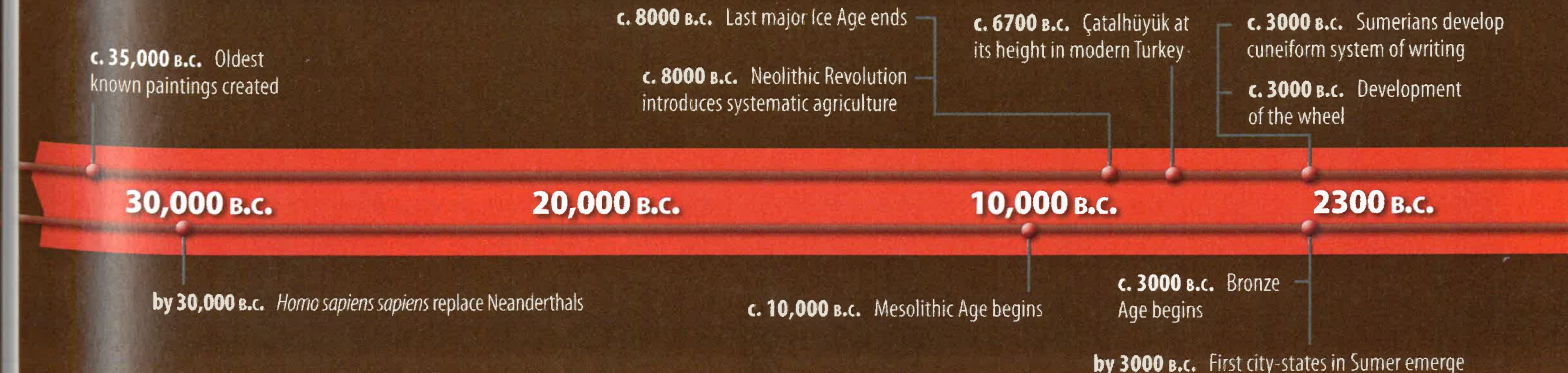 c. 35,000 B.C. Oldest
known paintings created
c. 8000 B.C. Last major Ice Age ends
c. 8000 B.C. Neolithic Revolution
introduces systematic agriculture
c. 6700 B.C. Çatalhüyük at
its height in modern Turkey
c. 3000 B.C. Sumerians develop
cuneiform system of writing
c. 3000 B.C. Development
of the wheel
30,000 B.C.
20,000 B.C.
10,000 B.C.
2300 B.C.
by 30,000 B.C. Homo sapiens sapiens replace Neanderthals
c. 10,000 B.C. Mesolithic Age begins
c. 3000 B.C. Bronze
Age begins
by 3000 B.C. First city-states in Sumer emerge